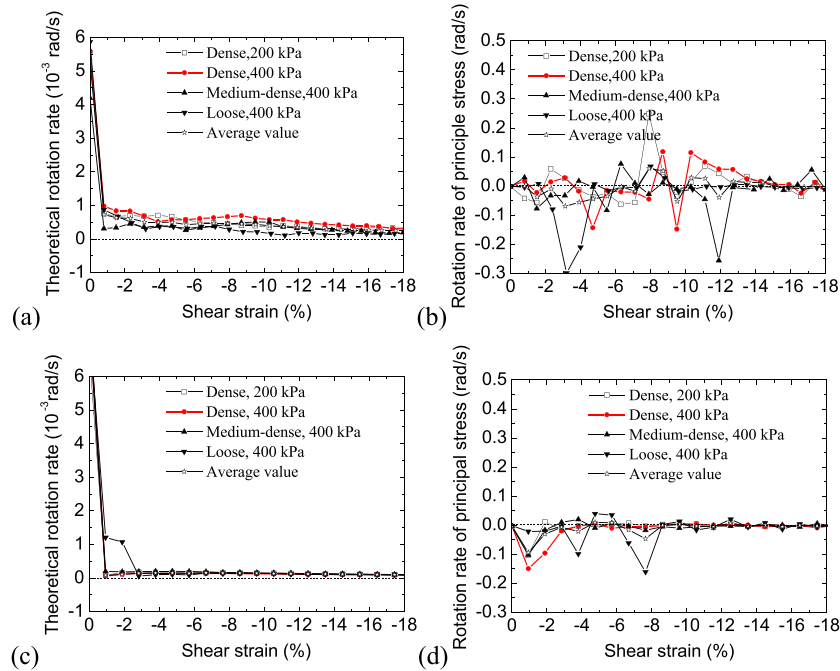 Theoretical rotation rate (10⁻³ rad/s)
6
5
4
3
2
1
0
-1
Dense,200 kPa
Dense,400 kPa
Medium-dense,400 kPa
Loose,400 kPa
Average value
0 -2 -4 -6 -8 -10 -12 -14 -16 -18
Shear strain (%)
(a)
Rotation rate of principle stress (rad/s)
0.5
0.4
0.3
0.2
0.1
0.0
-0.1
-0.2
-0.3
Dense,200 kPa
Dense,400 kPa
Medium-dense,400 kPa
Loose,400 kPa
Average value
0 -2 -4 -6 -8 -10 -12 -14 -16 -18
Shear strain (%)
(b)
Theoretical rotation rate (10⁻³rad/s)
6
5
4
3
2
1
0
-1
Dense, 200 kPa
Dense, 400 kPa
Medium-dense, 400 kPa
Loose, 400 kPa
Average value
0 -2 -4 -6 -8 -10 -12 -14 -16 -18
Shear strain (%)
(c)
Rotation rate of principal stress (rad/s)
0.5
0.4
0.3
0.2
0.1
0.0
-0.1
-0.2
-0.3
Dense, 200 kPa
Dense, 400 kPa
Medium-dense, 400 kPa
Loose, 400 kPa
Average value
0 -2 -4 -6 -8 -10 -12 -14 -16 -18
Shear strain (%)
(d)